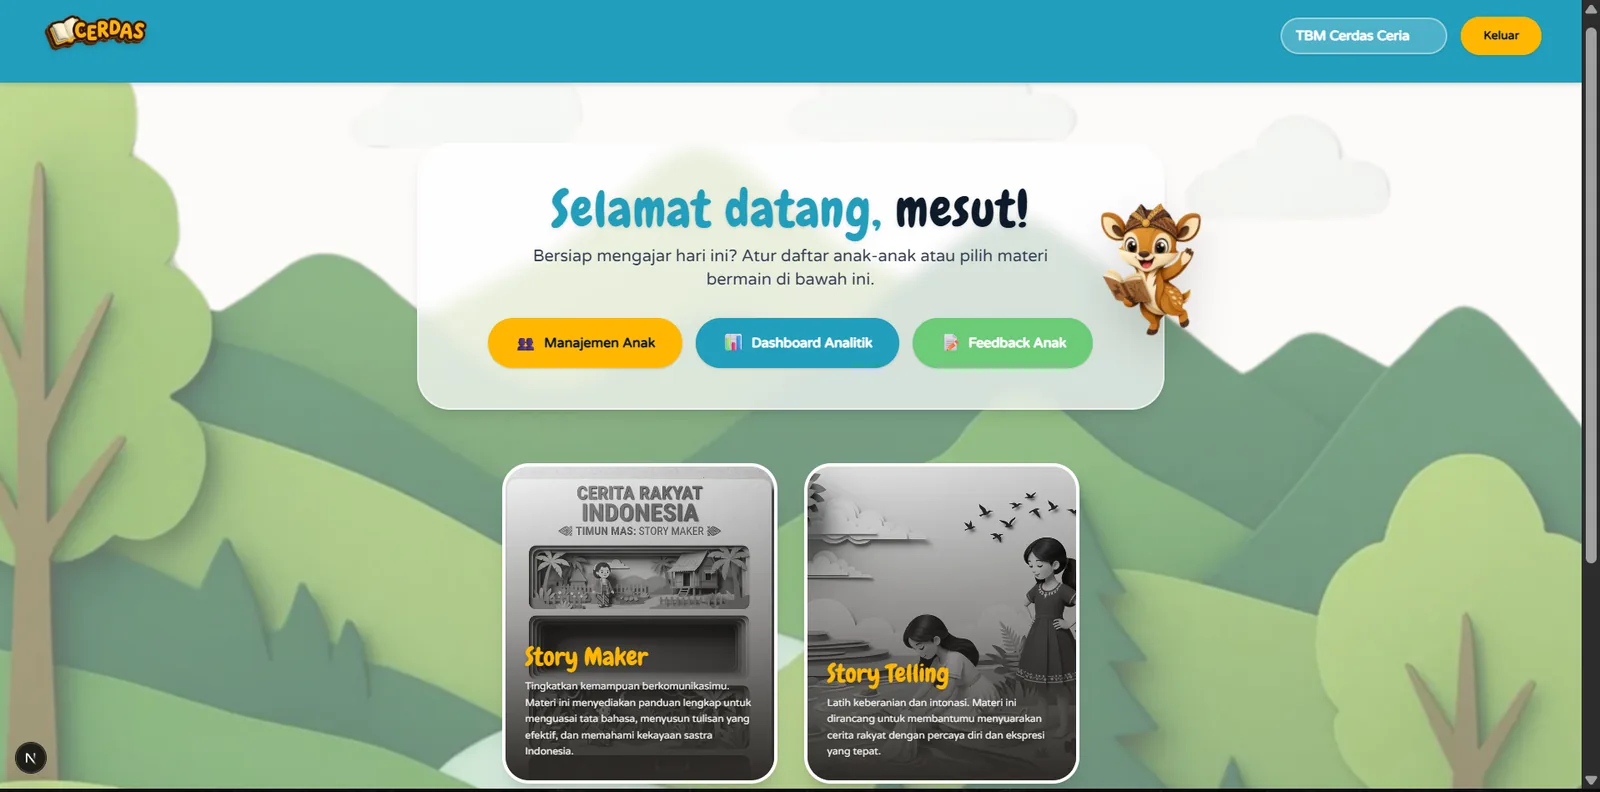 CERDAS
TBM Cerdas Ceria
Keluar
Selamat datang, mesut!
Bersiap mengajar hari ini? Atur daftar anak-anak atau pilih materi
bermain di bawah ini.
Manajemen Anak
Dashboard Analitik
Feedback Anak
CERITA RAKYAT
INDONESIA
TIMUN MAS: STORY MAKER
Story Maker
Tingkatkan kemampuan berkomunikasimu.
Materi ini menyediakan panduan lengkap untuk
menguasai tata bahasa, menyusun tulisan yang
efektif, dan memahami kekayaan sastra
Indonesia.
Story Telling
Latih keberanian dan intonasi. Materi ini
dirancang untuk membantumu menyuarakan
cerita rakyat dengan percaya diri dan ekspresi
yang tepat.
N